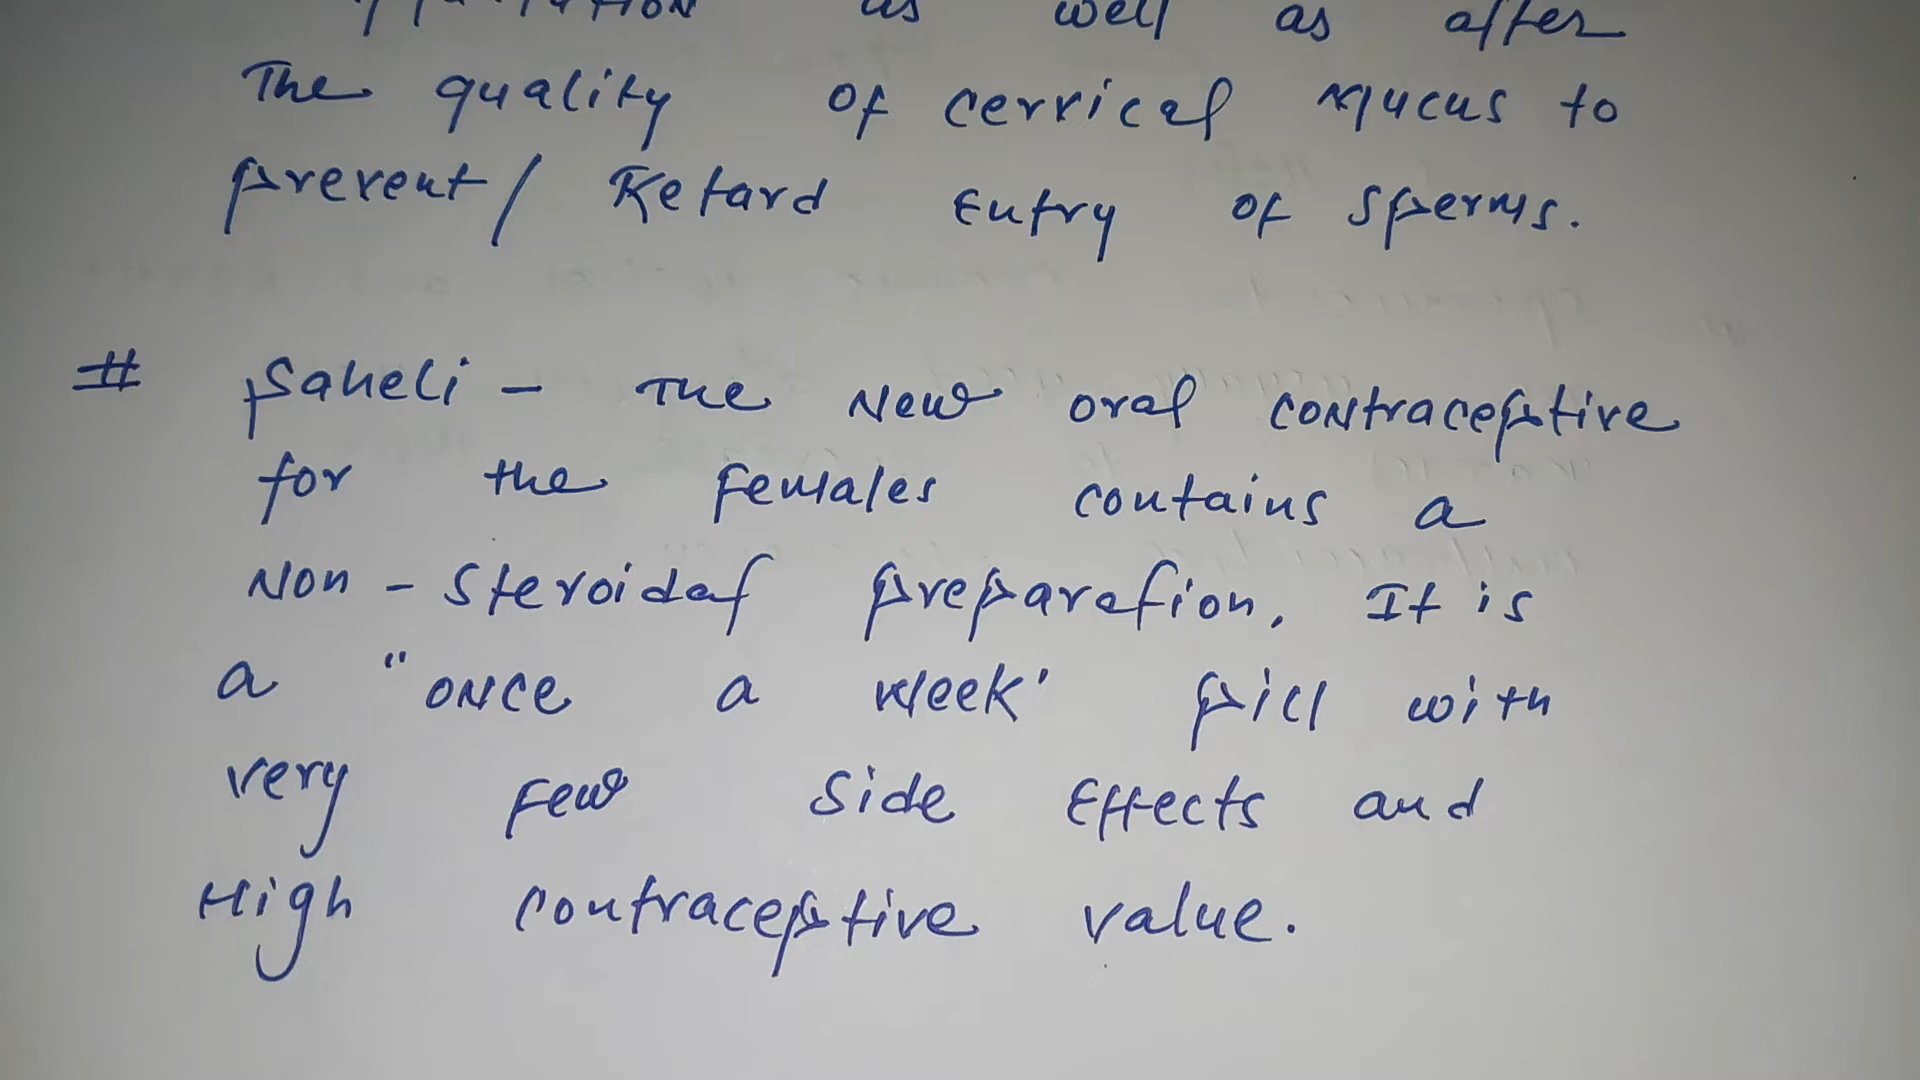 as well as after
The quality of cervical mucus to
prevent/ Retard Entry of sperms.
# Saheli - The New oral contraceptive
for the females contains a
Non - steroidal preparation. It is
a "once a week' pill with
very few side Effects and
High contraceptive value.